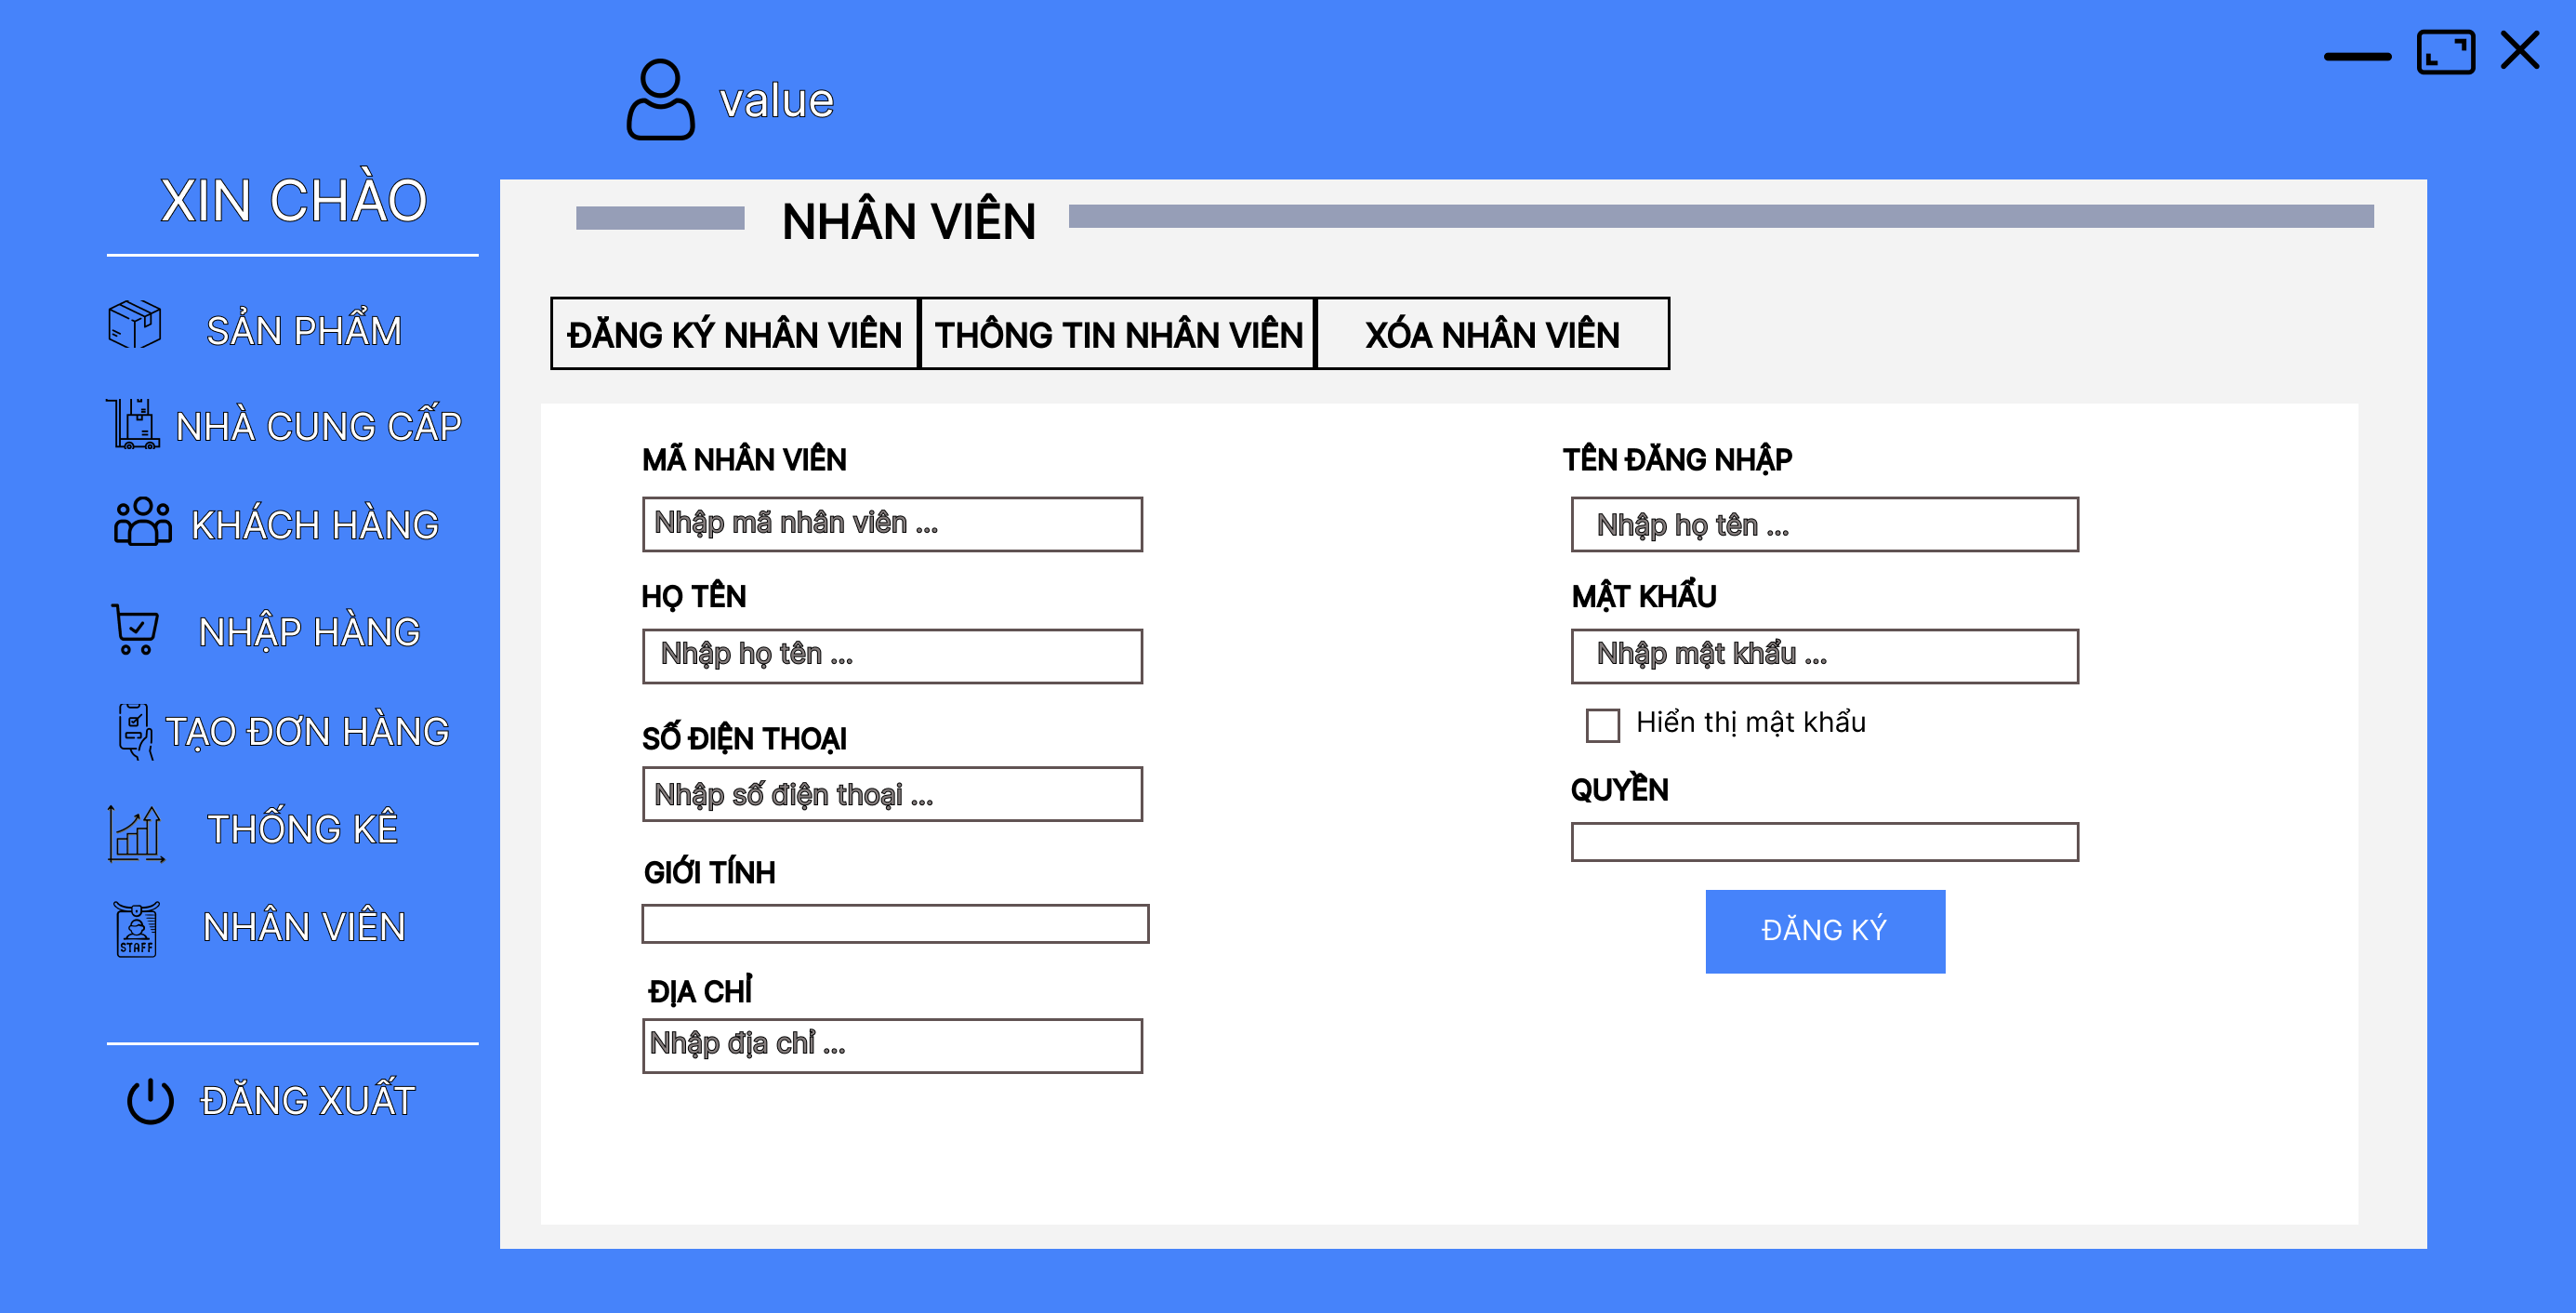 value
XIN CHÀO
SẢN PHẨM
NHÀ CUNG CẤP
KHÁCH HÀNG
NHẬP HÀNG
TẠO ĐƠN HÀNG
THỐNG KÊ
STAFF
NHÂN VIÊN
ĐĂNG XUẤT
NHÂN VIÊN
ĐĂNG KÝ NHÂN VIÊN
THÔNG TIN NHÂN VIÊN
XÓA NHÂN VIÊN
MÃ NHÂN VIÊN
Nhập mã nhân viên ...
HỌ TÊN
Nhập họ tên ...
SỐ ĐIỆN THOẠI
Nhập số điện thoại ...
GIỚI TÍNH
ĐỊA CHỈ
Nhập địa chỉ ...
TÊN ĐĂNG NHẬP
Nhập họ tên ...
MẬT KHẨU
Nhập mật khẩu ...
Hiển thị mật khẩu
QUYỀN
ĐĂNG KÝ